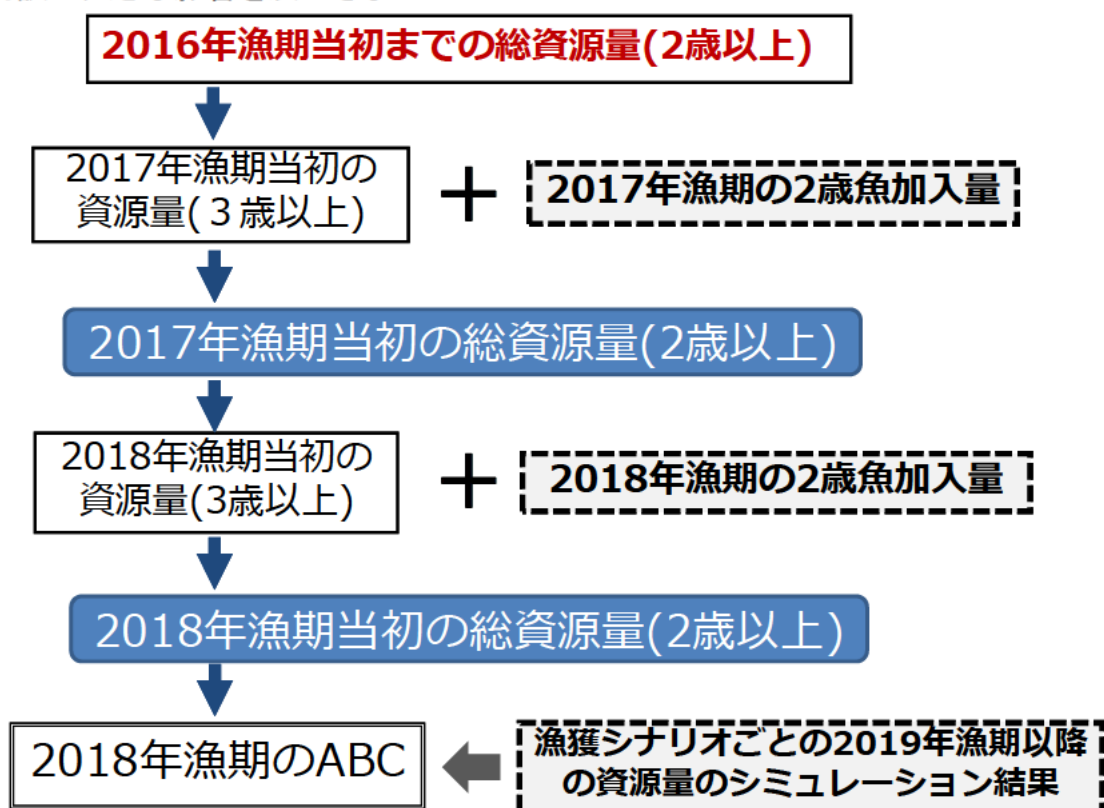 2016年漁期当初までの総資源量(2歳以上)
2017年漁期当初の
資源量(３歳以上)
＋
2017年漁期の2歳魚加入量
2017年漁期当初の総資源量(2歳以上)
2018年漁期当初の
資源量(3歳以上)
＋
2018年漁期の2歳魚加入量
2018年漁期当初の総資源量(2歳以上)
2018年漁期のABC
漁獲シナリオごとの2019年漁期以降
の資源量のシミュレーション結果